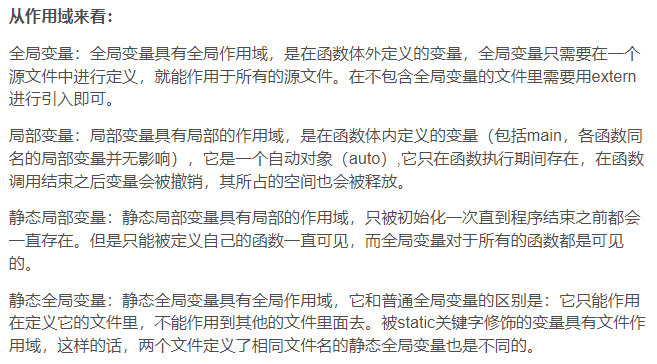 从作用域来看：
全局变量：全局变量具有全局作用域，是在函数体外定义的变量，全局变量只需要在一个
源文件中进行定义，就能作用于所有的源文件。在不包含全局变量的文件里需要用extern
进行引入即可。
局部变量：局部变量具有局部的作用域，是在函数体内定义的变量（包括main，各函数同
名的局部变量并无影响），它是一个自动对象（auto）,它只在函数执行期间存在，在函数
调用结束之后变量会被撤销，其所占的空间也会被释放。
静态局部变量：静态局部变量具有局部的作用域，只被初始化一次直到程序结束之前都会
一直存在。但是只能被定义自己的函数一直可见，而全局变量对于所有的函数都是可见
的。
静态全局变量：静态全局变量具有全局作用域，它和普通全局变量的区别是：它只能作用
在定义它的文件里，不能作用到其他的文件里面去。被static关键字修饰的变量具有文件作
用域，这样的话，两个文件定义了相同文件名的静态全局变量也是不同的。